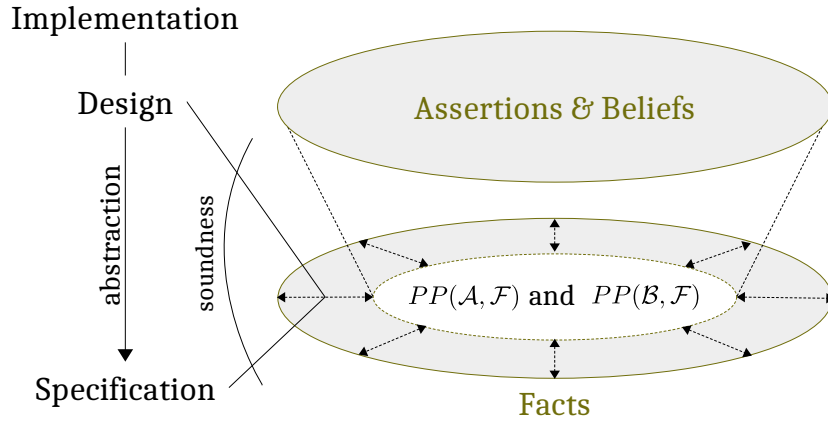 Implementation
Design
Assertions & Beliefs
abstraction
soundness
PP(𝒜, ℱ) and PP(ℬ, ℱ)
Specification
Facts